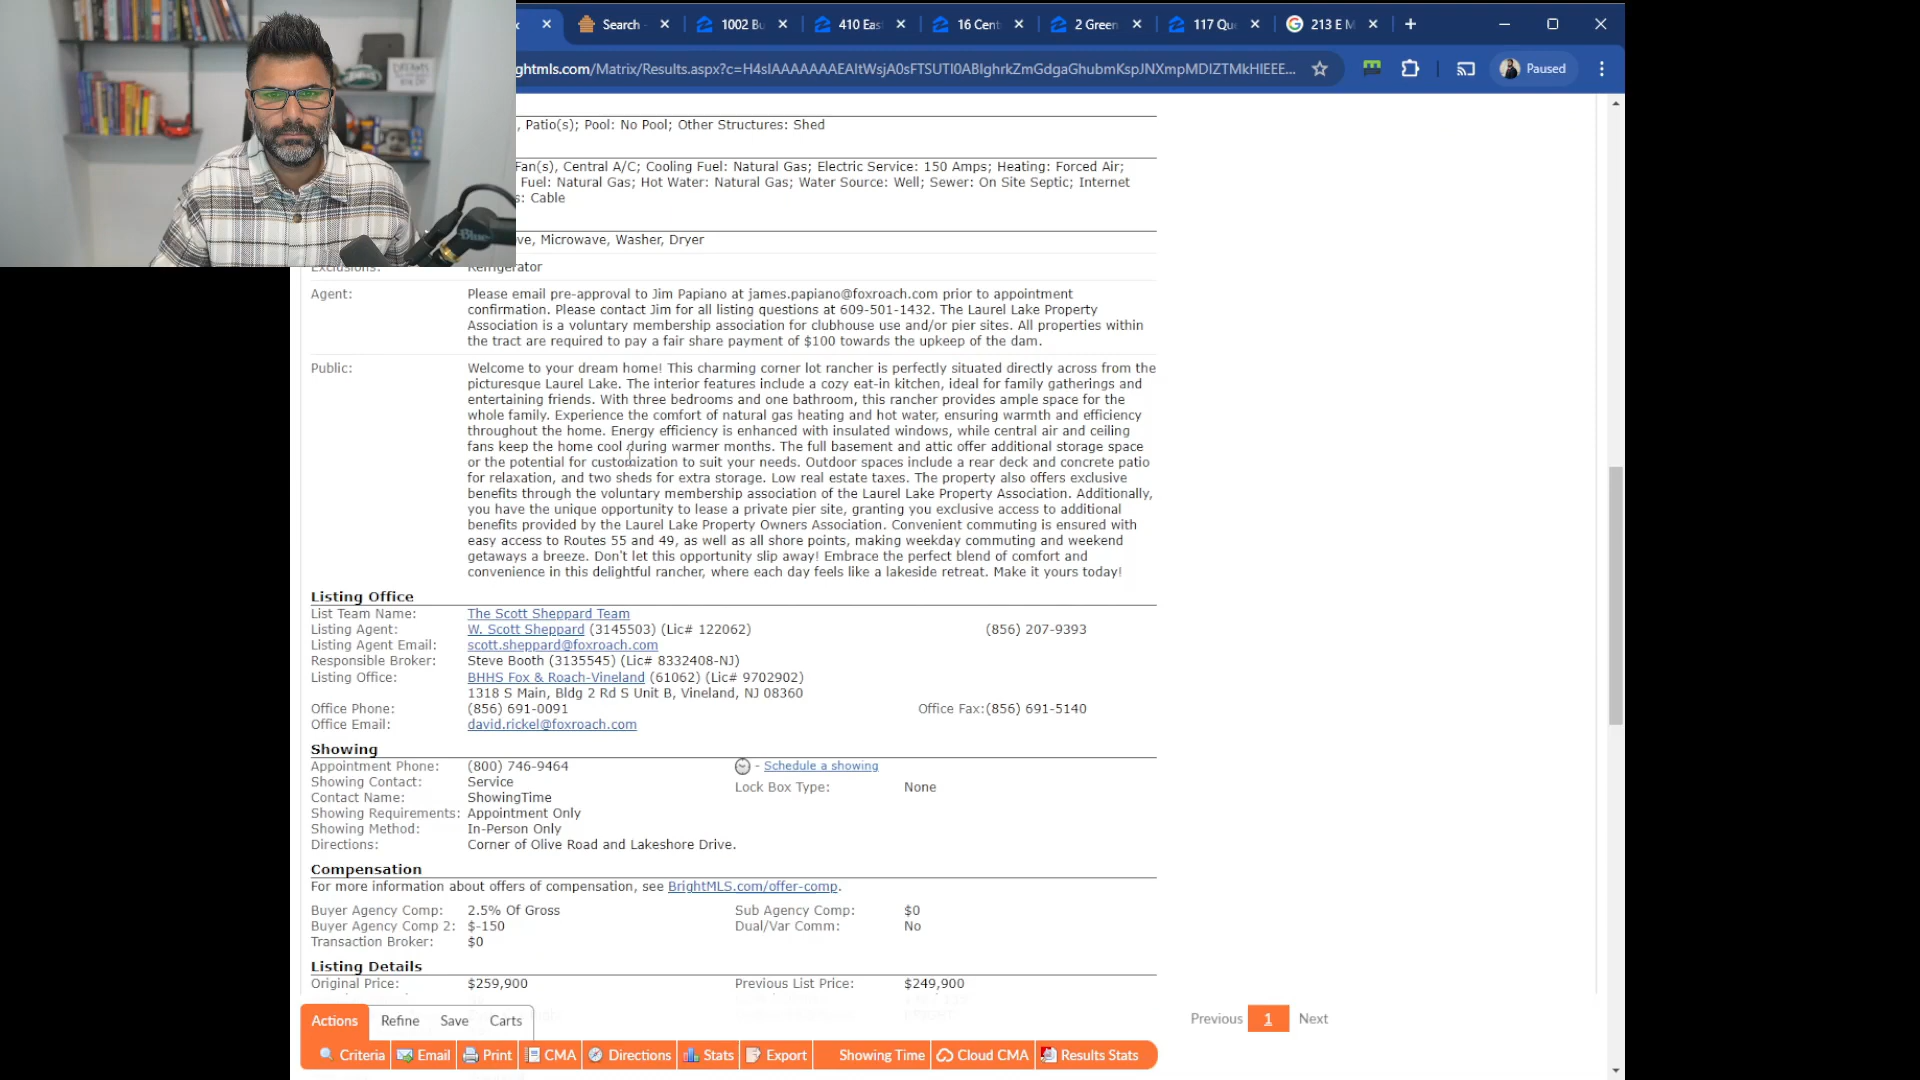 Search
1002 Bu
410 Eas
16 Cent
2 Green
117 Que
213 E M
ghtmls.com/Matrix/Results.aspx?c=H4sIAAAAAAAEAItWsjA0sFTSUTI0ABIghrkZmGdgaGhubmKspJNXmpMDIZTMkHIEEE...
Paused
DREAMS
Blue
, Patio(s); Pool: No Pool; Other Structures: Shed
Fan(s), Central A/C; Cooling Fuel: Natural Gas; Electric Service: 150 Amps; Heating: Forced Air;
Fuel: Natural Gas; Hot Water: Natural Gas; Water Source: Well; Sewer: On Site Septic; Internet
s: Cable
ve, Microwave, Washer, Dryer
Exclusions: Refrigerator
Agent: Please email pre-approval to Jim Papiano at james.papiano@foxroach.com prior to appointment
confirmation. Please contact Jim for all listing questions at 609-501-1432. The Laurel Lake Property
Association is a voluntary membership association for clubhouse use and/or pier sites. All properties within
the tract are required to pay a fair share payment of $100 towards the upkeep of the dam.
Public: Welcome to your dream home! This charming corner lot rancher is perfectly situated directly across from the
picturesque Laurel Lake. The interior features include a cozy eat-in kitchen, ideal for family gatherings and
entertaining friends. With three bedrooms and one bathroom, this rancher provides ample space for the
whole family. Experience the comfort of natural gas heating and hot water, ensuring warmth and efficiency
throughout the home. Energy efficiency is enhanced with insulated windows, while central air and ceiling
fans keep the home cool during warmer months. The full basement and attic offer additional storage space
or the potential for customization to suit your needs. Outdoor spaces include a rear deck and concrete patio
for relaxation, and two sheds for extra storage. Low real estate taxes. The property also offers exclusive
benefits through the voluntary membership association of the Laurel Lake Property Association. Additionally,
you have the unique opportunity to lease a private pier site, granting you exclusive access to additional
benefits provided by the Laurel Lake Property Owners Association. Convenient commuting is ensured with
easy access to Routes 55 and 49, as well as all shore points, making weekday commuting and weekend
getaways a breeze. Don't let this opportunity slip away! Embrace the perfect blend of comfort and
convenience in this delightful rancher, where each day feels like a lakeside retreat. Make it yours today!
Listing Office
List Team Name: The Scott Sheppard Team
Listing Agent: W. Scott Sheppard (3145503) (Lic# 122062) (856) 207-9393
Listing Agent Email: scott.sheppard@foxroach.com
Responsible Broker: Steve Booth (3135545) (Lic# 8332408-NJ)
Listing Office: BHHS Fox & Roach-Vineland (61062) (Lic# 9702902)
1318 S Main, Bldg 2 Rd S Unit B, Vineland, NJ 08360
Office Phone: (856) 691-0091 Office Fax:(856) 691-5140
Office Email: david.rickel@foxroach.com
Showing
Appointment Phone: (800) 746-9464 - Schedule a showing
Showing Contact: Service Lock Box Type: None
Contact Name: ShowingTime
Showing Requirements: Appointment Only
Showing Method: In-Person Only
Directions: Corner of Olive Road and Lakeshore Drive.
Compensation
For more information about offers of compensation, see BrightMLS.com/offer-comp.
Buyer Agency Comp: 2.5% Of Gross Sub Agency Comp: $0
Buyer Agency Comp 2: $-150 Dual/Var Comm: No
Transaction Broker: $0
Listing Details
Original Price: $259,900 Previous List Price: $249,900
Actions Refine Save Carts Previous 1 Next
Criteria Email Print CMA Directions Stats Export Showing Time Cloud CMA Results Stats